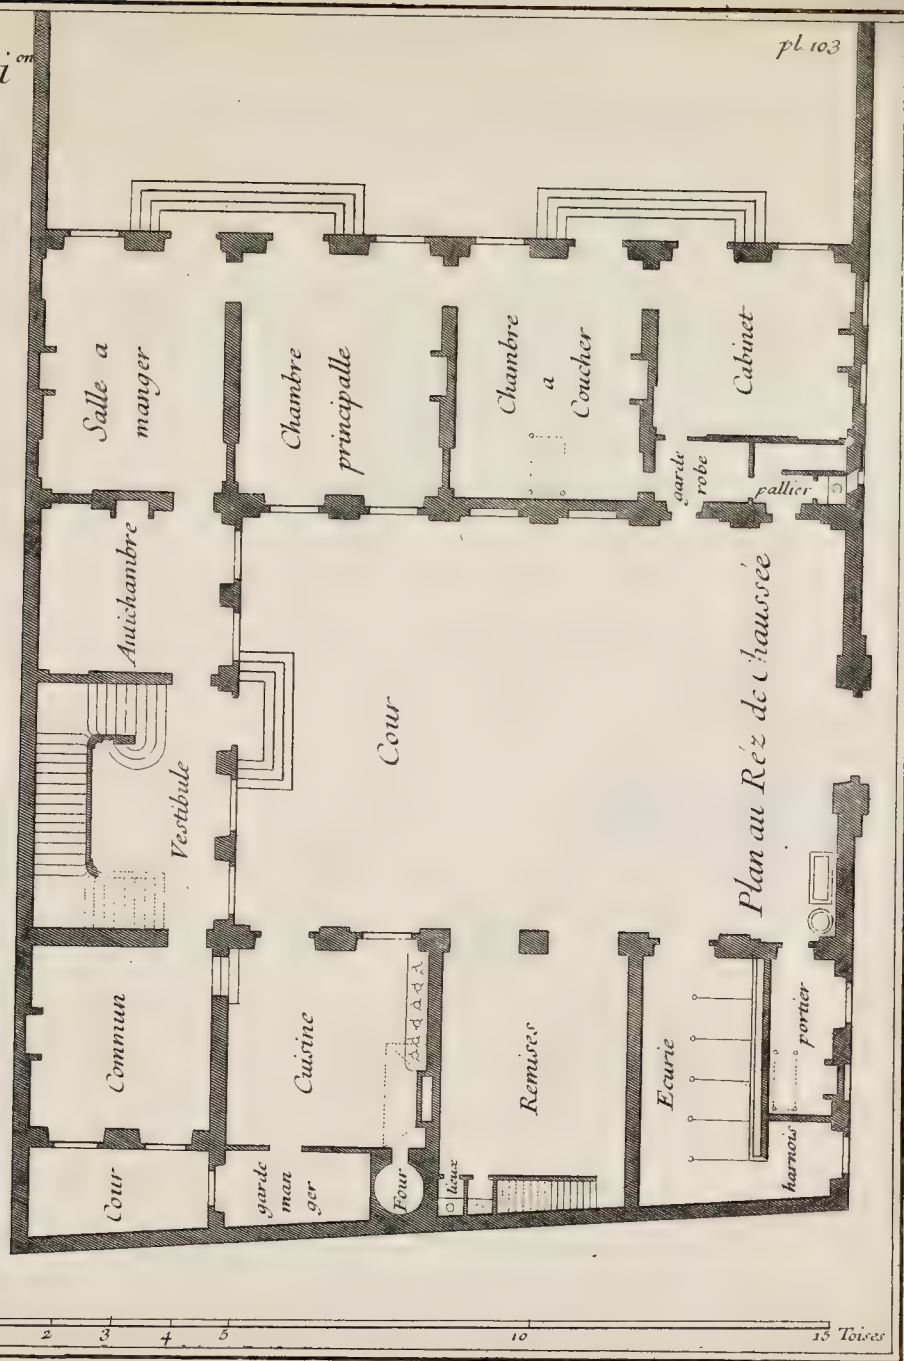 i on
pl. 103
Salle a
manger
Chambre
principalle
Chambre
a
Coucher
Cabinet
garde
robe
pallier
Antichambre
Vestibule
Cour
Plan au Réz de Chaussée
Commun
Cuisine
Remises
Ecurie
portier
Cour
garde
man
ger
Four
lieux
harnois
2 3 4 5 10 15 Toises